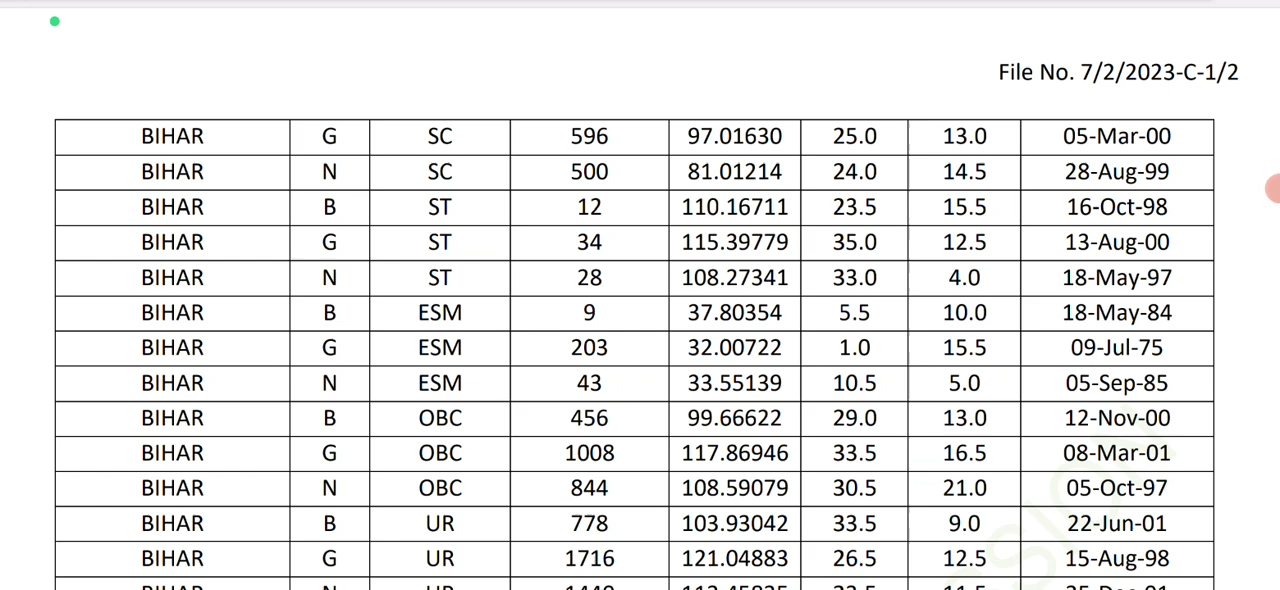 File No. 7/2/2023-C-1/2
BIHAR G SC 596 97.01630 25.0 13.0 05-Mar-00
BIHAR N SC 500 81.01214 24.0 14.5 28-Aug-99
BIHAR B ST 12 110.16711 23.5 15.5 16-Oct-98
BIHAR G ST 34 115.39779 35.0 12.5 13-Aug-00
BIHAR N ST 28 108.27341 33.0 4.0 18-May-97
BIHAR B ESM 9 37.80354 5.5 10.0 18-May-84
BIHAR G ESM 203 32.00722 1.0 15.5 09-Jul-75
BIHAR N ESM 43 33.55139 10.5 5.0 05-Sep-85
BIHAR B OBC 456 99.66622 29.0 13.0 12-Nov-00
BIHAR G OBC 1008 117.86946 33.5 16.5 08-Mar-01
BIHAR N OBC 844 108.59079 30.5 21.0 05-Oct-97
BIHAR B UR 778 103.93042 33.5 9.0 22-Jun-01
BIHAR G UR 1716 121.04883 26.5 12.5 15-Aug-98
BIHAR N UR